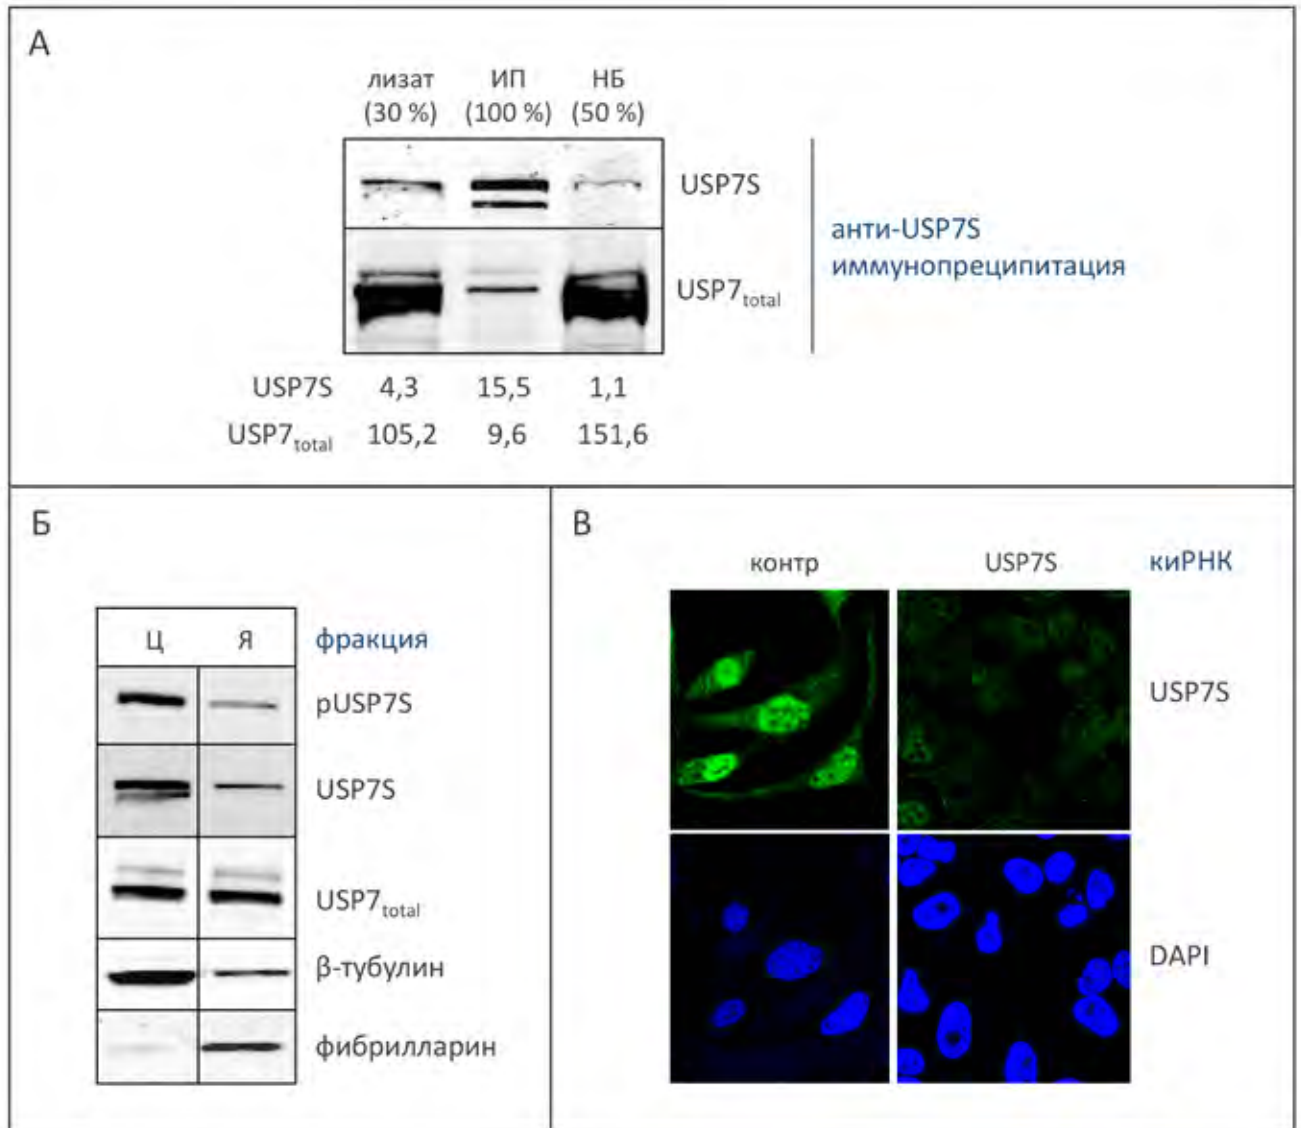 А
лизат ИП НБ
(30 %) (100 %) (50 %)
USP7S
USP7total
анти-USP7S
иммунопреципитация
USP7S 4,3 15,5 1,1
USP7total 105,2 9,6 151,6
Б
Ц Я фракция
pUSP7S
USP7S
USP7total
β-тубулин
фибрилларин
В
контр USP7S киРНК
USP7S
DAPI